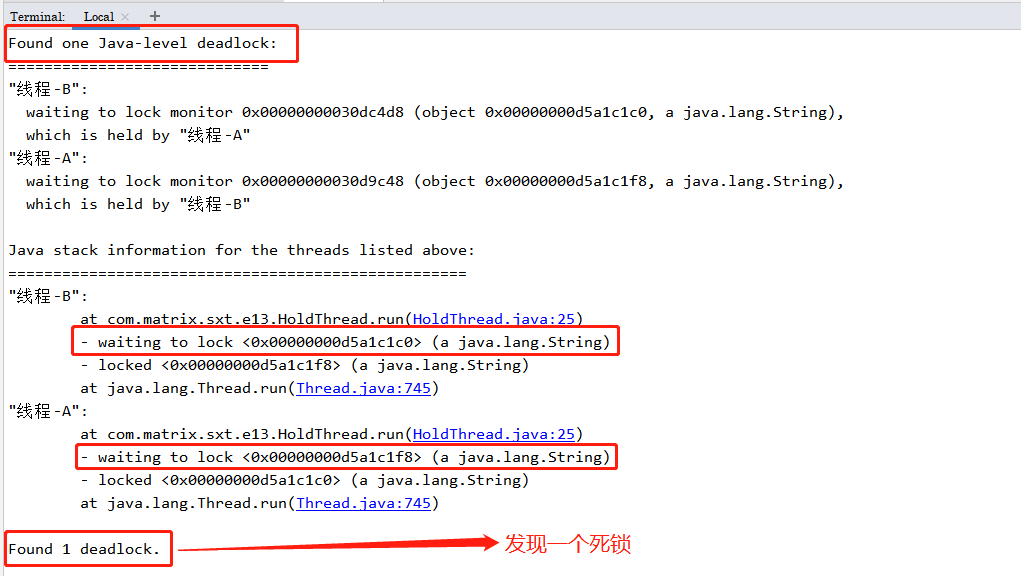 Terminal: Local × +
Found one Java-level deadlock:
=============================
"线程-B":
  waiting to lock monitor 0x00000000030dc4d8 (object 0x00000000d5a1c1c0, a java.lang.String),
  which is held by "线程-A"
"线程-A":
  waiting to lock monitor 0x00000000030d9c48 (object 0x00000000d5a1c1f8, a java.lang.String),
  which is held by "线程-B"
Java stack information for the threads listed above:
===================================================
"线程-B":
        at com.matrix.sxt.e13.HoldThread.run(HoldThread.java:25)
        - waiting to lock <0x00000000d5a1c1c0> (a java.lang.String)
        - locked <0x00000000d5a1c1f8> (a java.lang.String)
        at java.lang.Thread.run(Thread.java:745)
"线程-A":
        at com.matrix.sxt.e13.HoldThread.run(HoldThread.java:25)
        - waiting to lock <0x00000000d5a1c1f8> (a java.lang.String)
        - locked <0x00000000d5a1c1c0> (a java.lang.String)
        at java.lang.Thread.run(Thread.java:745)
Found 1 deadlock.
发现一个死锁